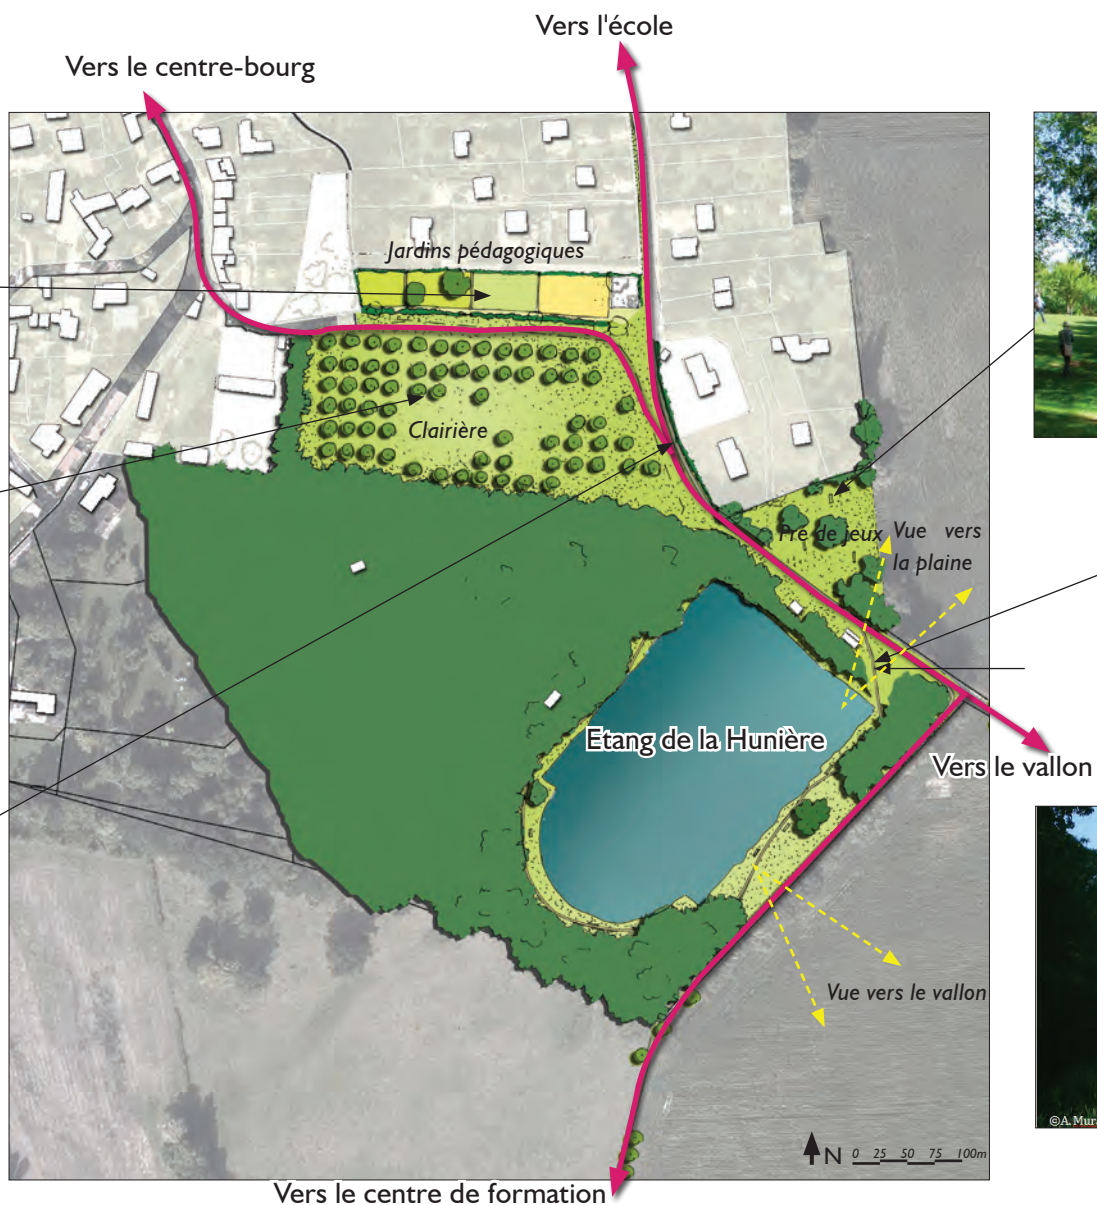 Vers l'école
Vers le centre-bourg
Jardins pédagogiques
Clairière
Pré de jeux
Vue vers
la plaine
Etang de la Hunière
Vers le vallon
Vue vers le vallon
N 0 25 50 75 100m
Vers le centre de formation